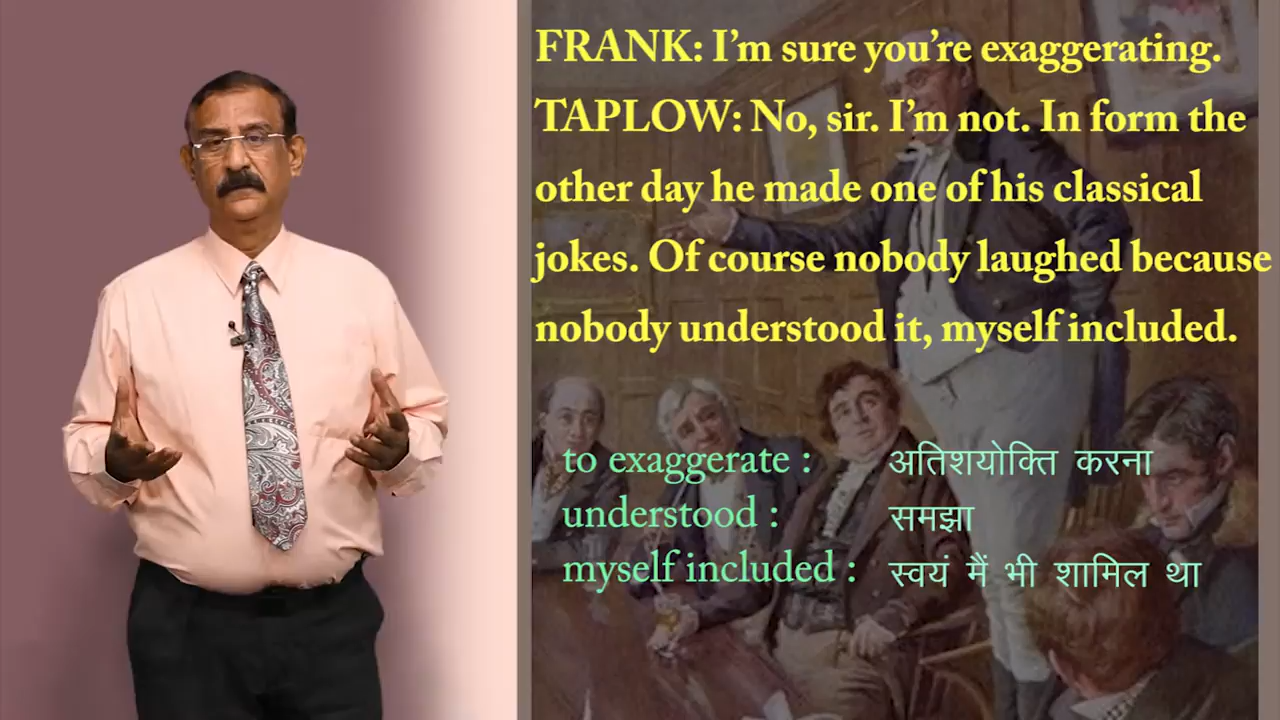 FRANK: I'm sure you're exaggerating.
TAPLOW: No, sir. I'm not. In form the
other day he made one of his classical
jokes. Of course nobody laughed because
nobody understood it, myself included.
to exaggerate : अतिशयोक्ति करना
understood : समझा
myself included : स्वयं मैं भी शामिल था